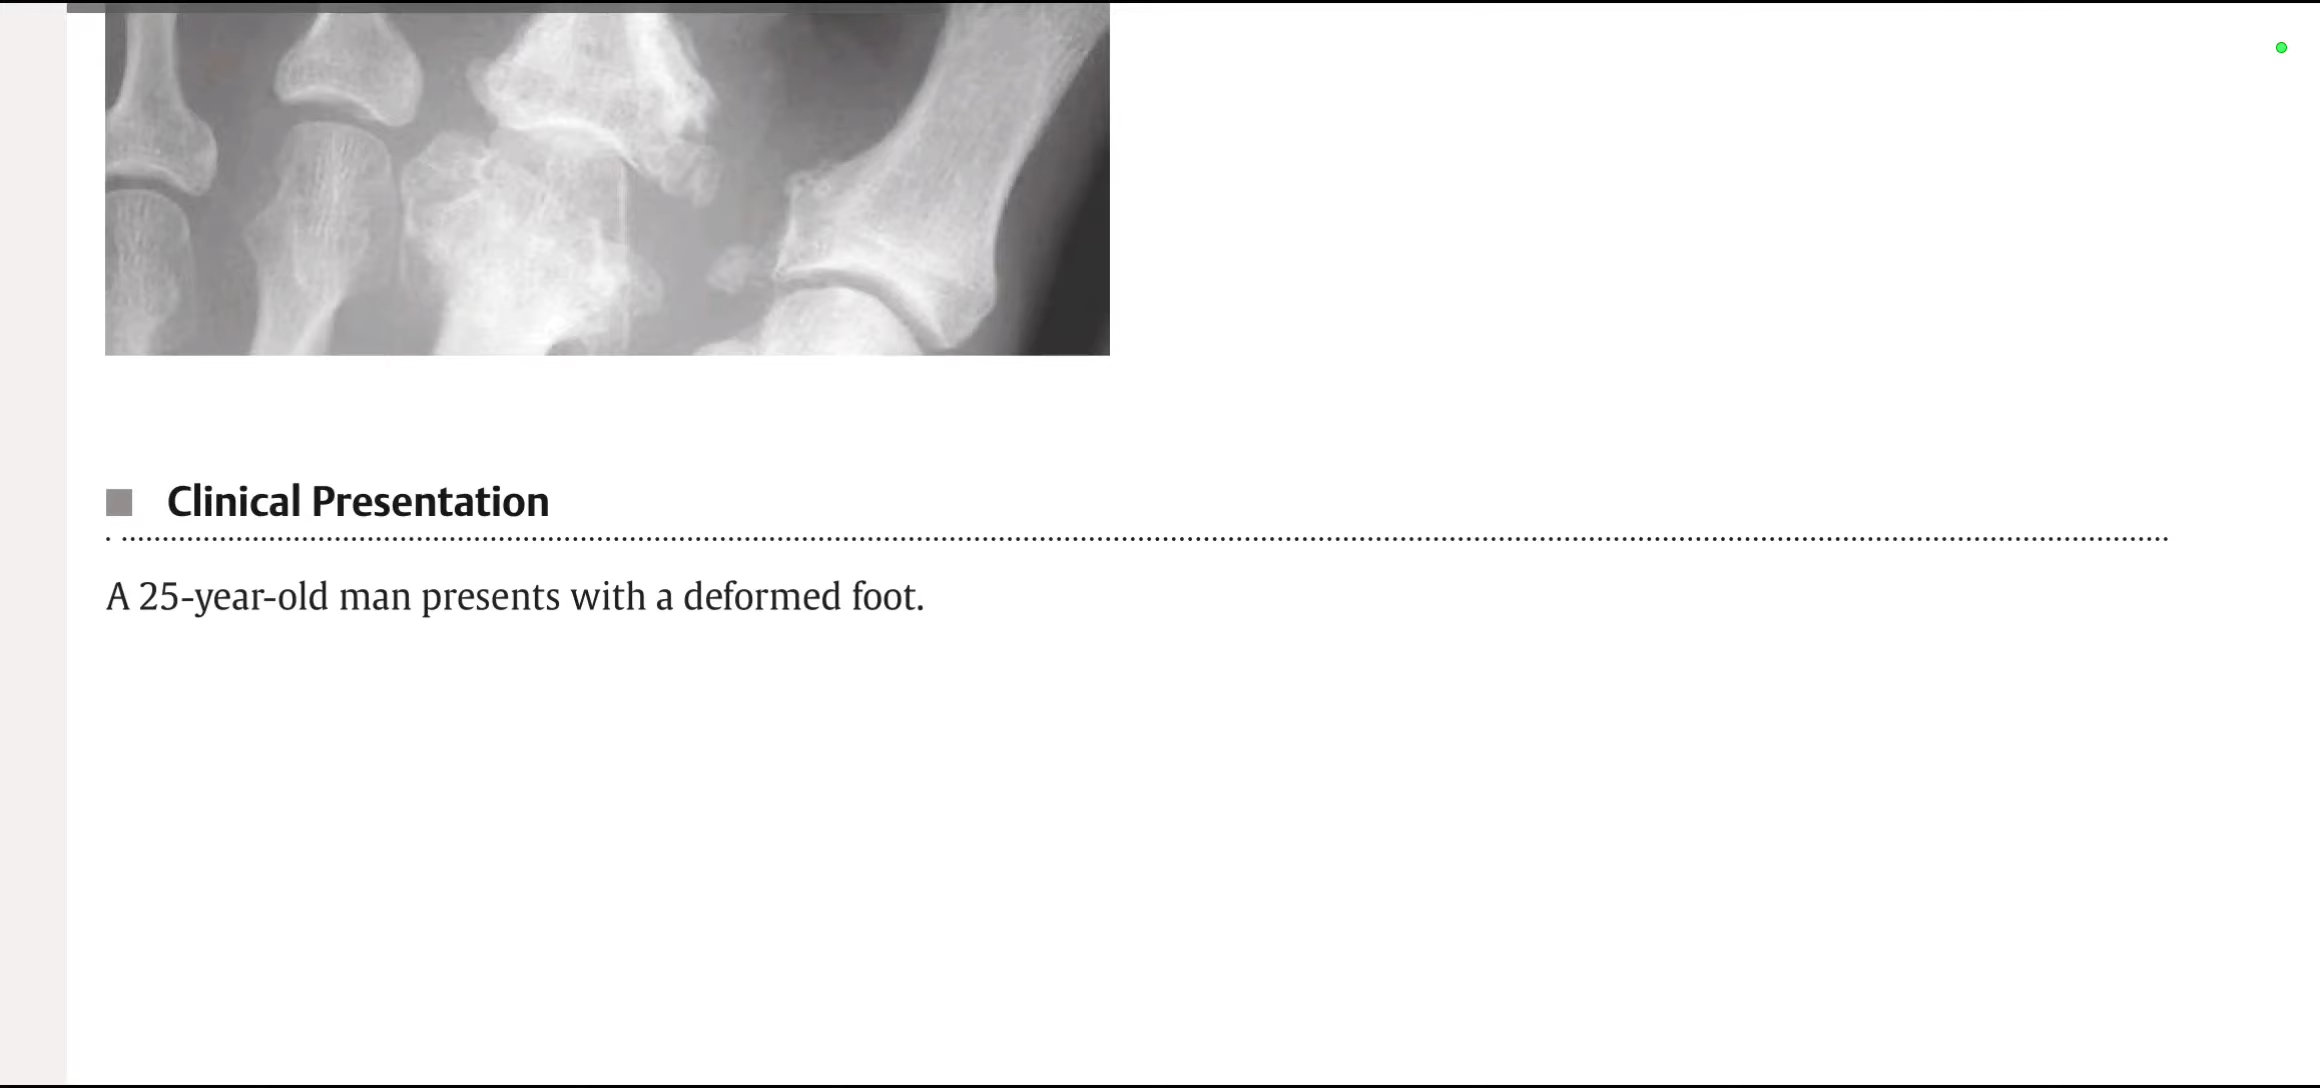 Clinical Presentation
A 25-year-old man presents with a deformed foot.